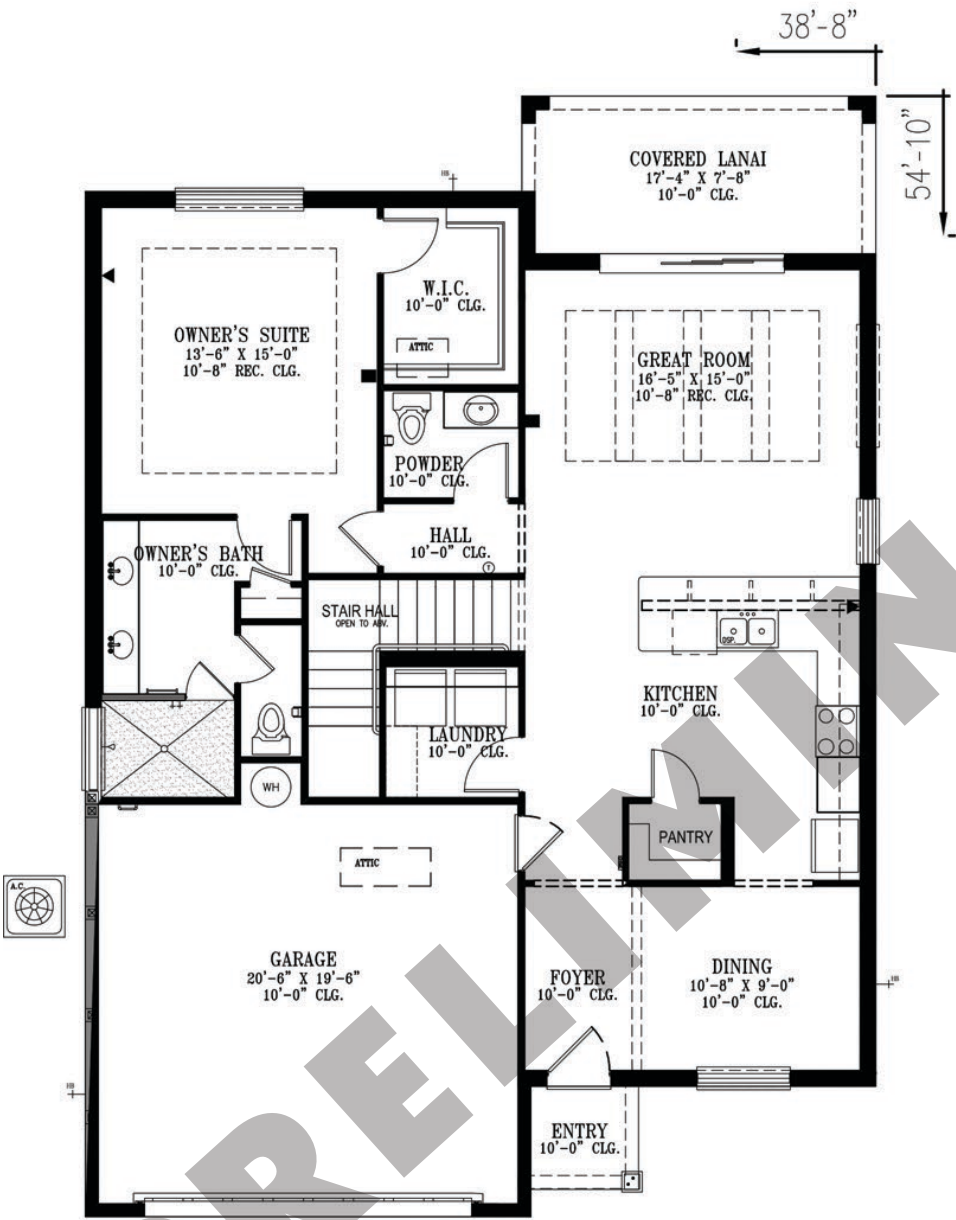 38'-8"
54'-10"
COVERED LANAI
17'-4" X 7'-8"
10'-0" CLG.
HB
W.I.C.
10'-0" CLG.
ATTIC
OWNER'S SUITE
13'-6" X 15'-0"
10'-8" REC. CLG.
GREAT ROOM
16'-5" X 15'-0"
10'-8" REC. CLG.
POWDER
10'-0" CLG.
HALL
10'-0" CLG.
T
OWNER'S BATH
10'-0" CLG.
STAIR HALL
OPEN TO ABV.
DSP.
KITCHEN
10'-0" CLG.
LAUNDRY
10'-0" CLG.
WH
PANTRY
ATTIC
A.C.
GARAGE
20'-6" X 19'-6"
10'-0" CLG.
FOYER
10'-0" CLG.
DINING
10'-8" X 9'-0"
10'-0" CLG.
HB
HB
ENTRY
10'-0" CLG.
RELIMIN